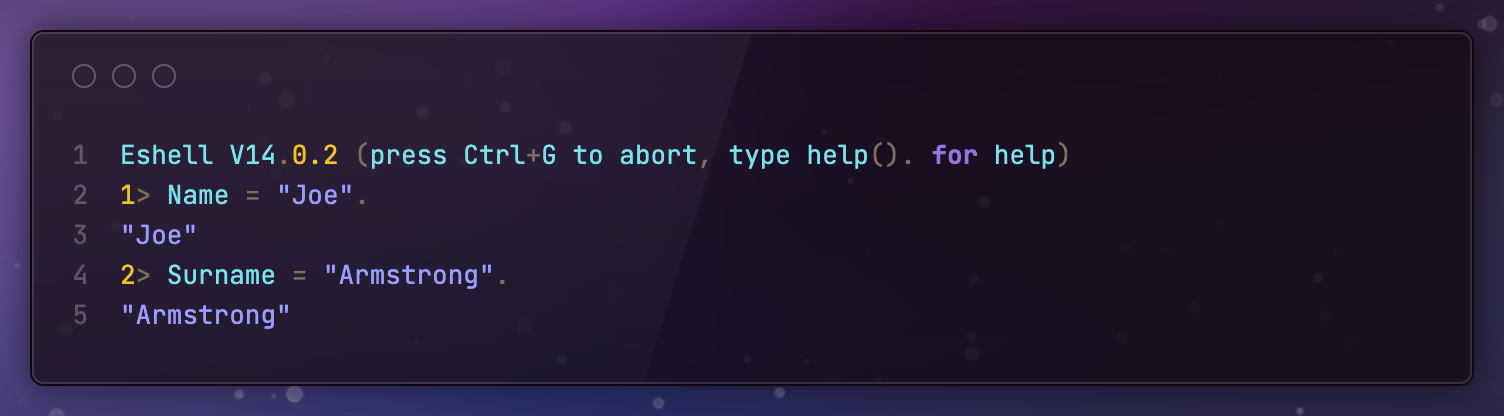 1 Eshell V14.0.2 (press Ctrl+G to abort, type help(). for help)
2 1> Name = "Joe".
3 "Joe"
4 2> Surname = "Armstrong".
5 "Armstrong"